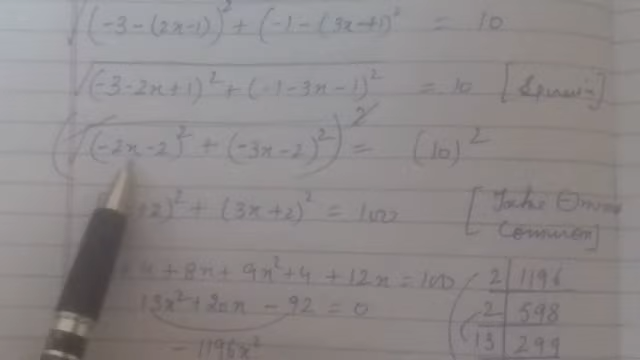 √(-3-(2x-1))² + (-1-(3x+1)² = 10
√(-3-2x+1)² + (-1-3x-1)² = 10
(√(-2x-2)² + (-3x-2)²)² = (10)²
+2)² + (3x+2)² = 100 [Take
Common]
4 + 8x + 9x²+4 + 12x = 100
13x²+20x - 92 = 0
- 1196x²
2 | 1196
2 | 598
13 | 299